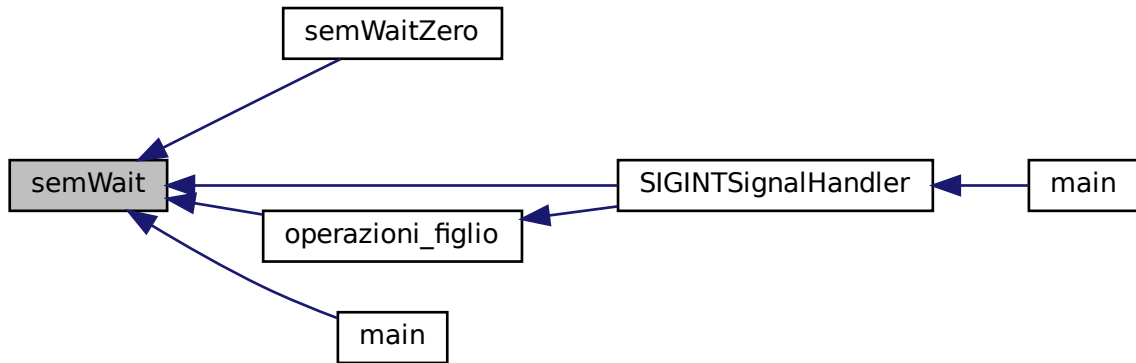 semWaitZero
semWait
SIGINTSignalHandler
main
operazioni_figlio
main